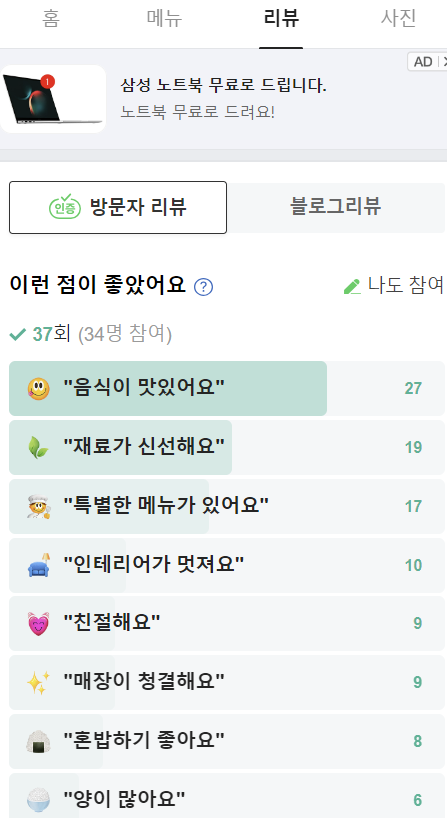 홈 메뉴 리뷰 사진
AD
삼성 노트북 무료로 드립니다.
노트북 무료로 드려요!
1
인증 방문자 리뷰 블로그리뷰
이런 점이 좋았어요 ? 나도 참여
37회 (34명 참여)
"음식이 맛있어요" 27
"재료가 신선해요" 19
"특별한 메뉴가 있어요" 17
"인테리어가 멋져요" 10
"친절해요" 9
"매장이 청결해요" 9
"혼밥하기 좋아요" 8
"양이 많아요" 6